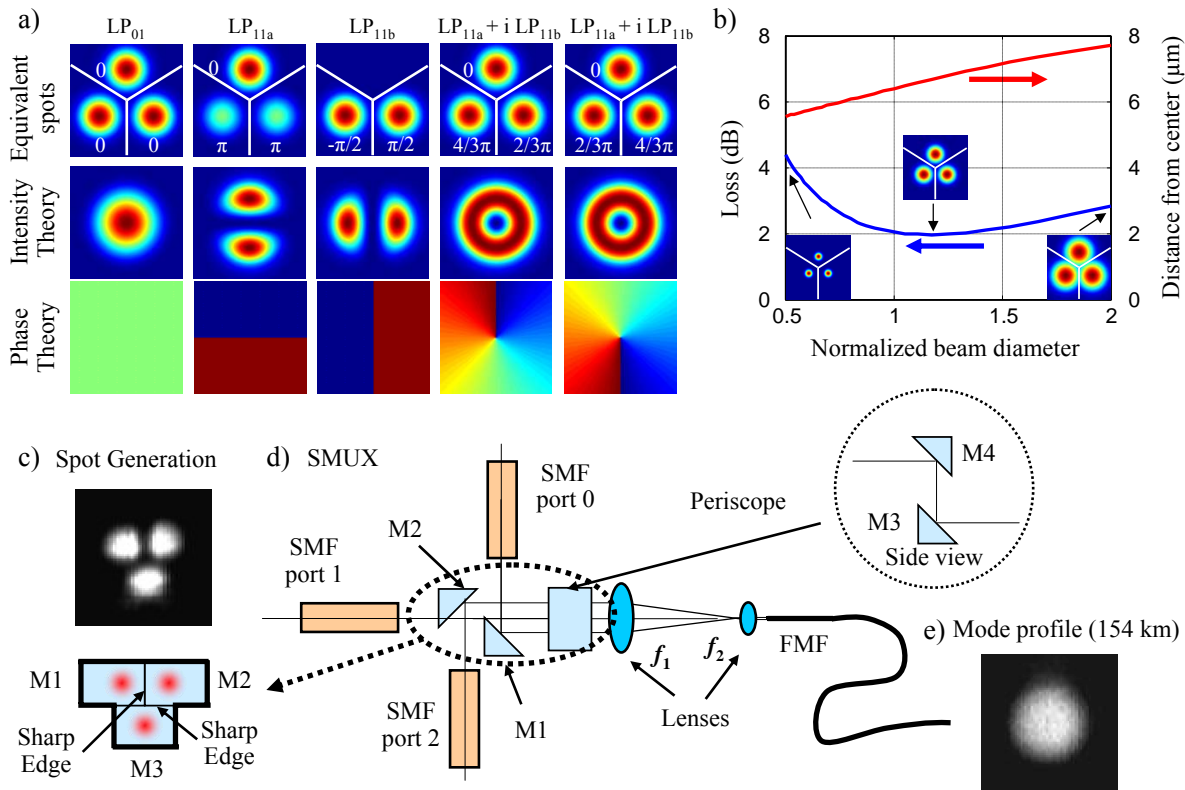 a)
LP01 LP11a LP11b LP11a + i LP11b LP11a + i LP11b
Equivalent spots
0 0 0 0
0 0 π π -π/2 π/2 4/3π 2/3π 2/3π 4/3π
Intensity Theory
Phase Theory
b)
8 8
6 6
4 4
2 2
0 0
0.5 1 1.5 2
Loss (dB)
Distance from center (µm)
Normalized beam diameter
c) Spot Generation
M1 M2
Sharp Edge
Sharp Edge
M3
d) SMUX
SMF port 0
SMF port 1
M2
SMF port 2
M1
Periscope
M4
M3
Side view
f1 f2
FMF
Lenses
e) Mode profile (154 km)